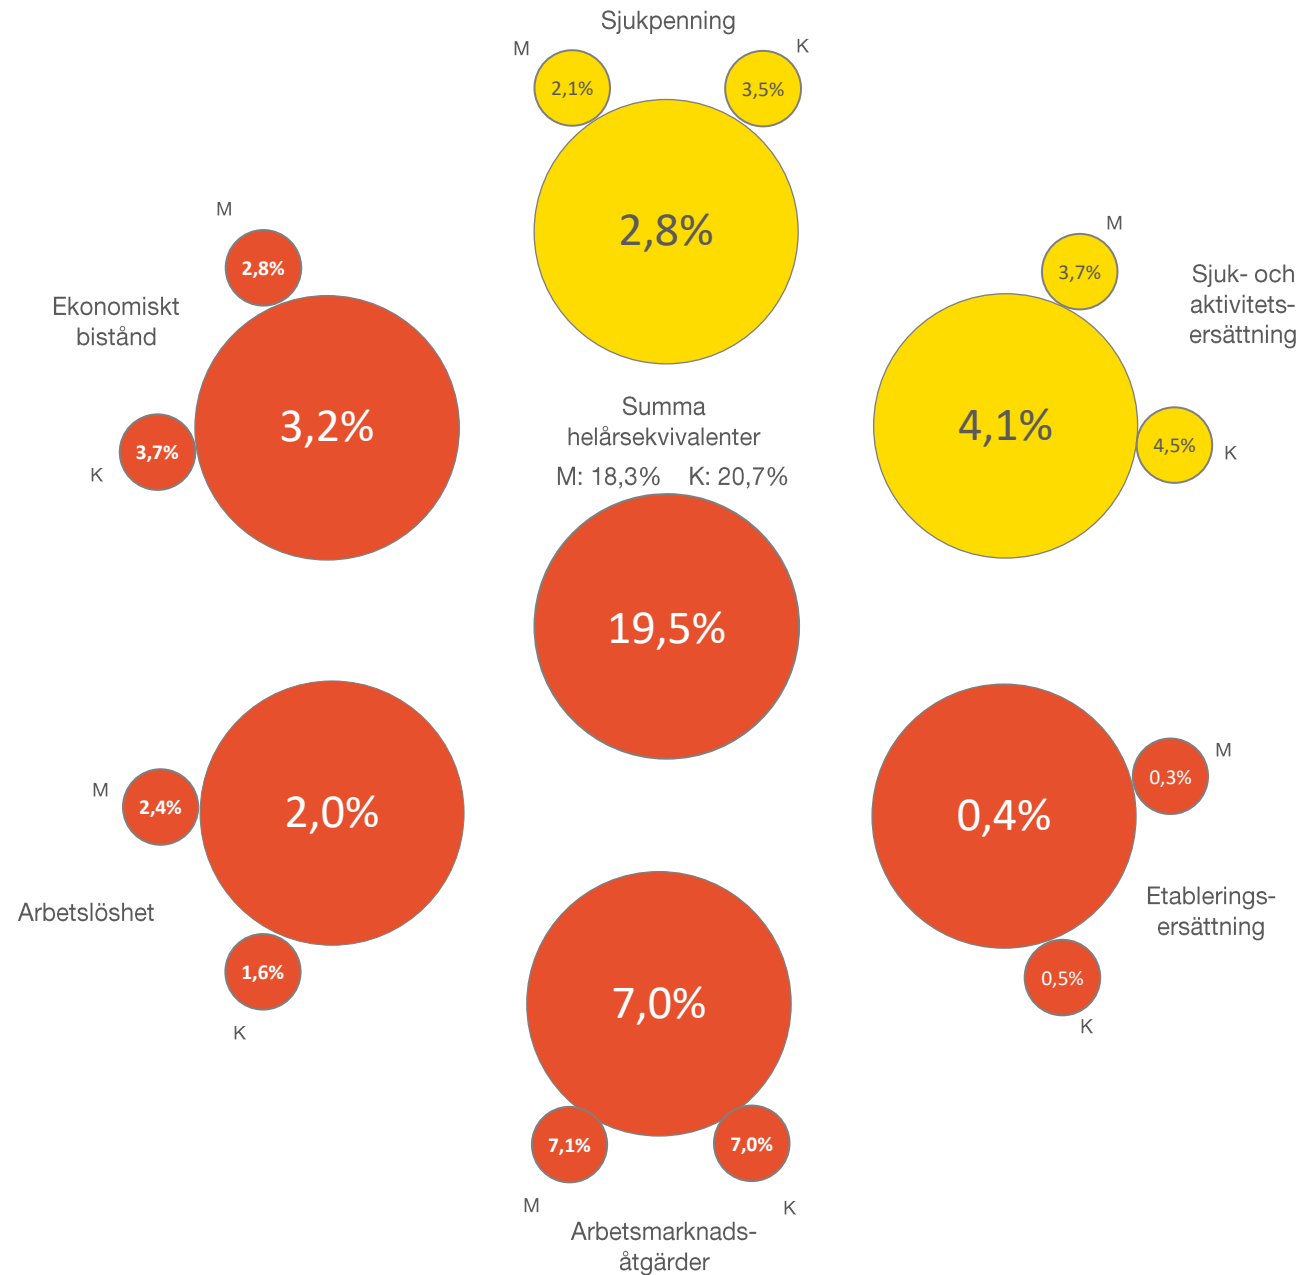 Sjukpenning
M
K
2,1%
3,5%
2,8%
M
2,8%
Ekonomiskt
bistånd
3,2%
3,7%
K
M
3,7%
Sjuk- och
aktivitets-
ersättning
4,1%
4,5%
K
Summa
helårsekvivalenter
M: 18,3% K: 20,7%
19,5%
M
2,4%
2,0%
Arbetslöshet
1,6%
K
M
0,3%
0,4%
Etablerings-
ersättning
0,5%
K
7,0%
7,1%
7,0%
M
K
Arbetsmarknads-
åtgärder